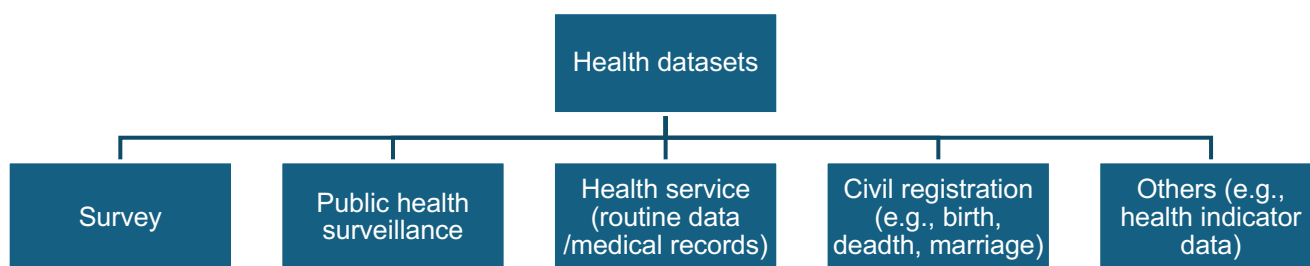 Health datasets
Survey
Public health
surveillance
Health service
(routine data
/medical records)
Civil registration
(e.g., birth,
deadth, marriage)
Others (e.g.,
health indicator
data)